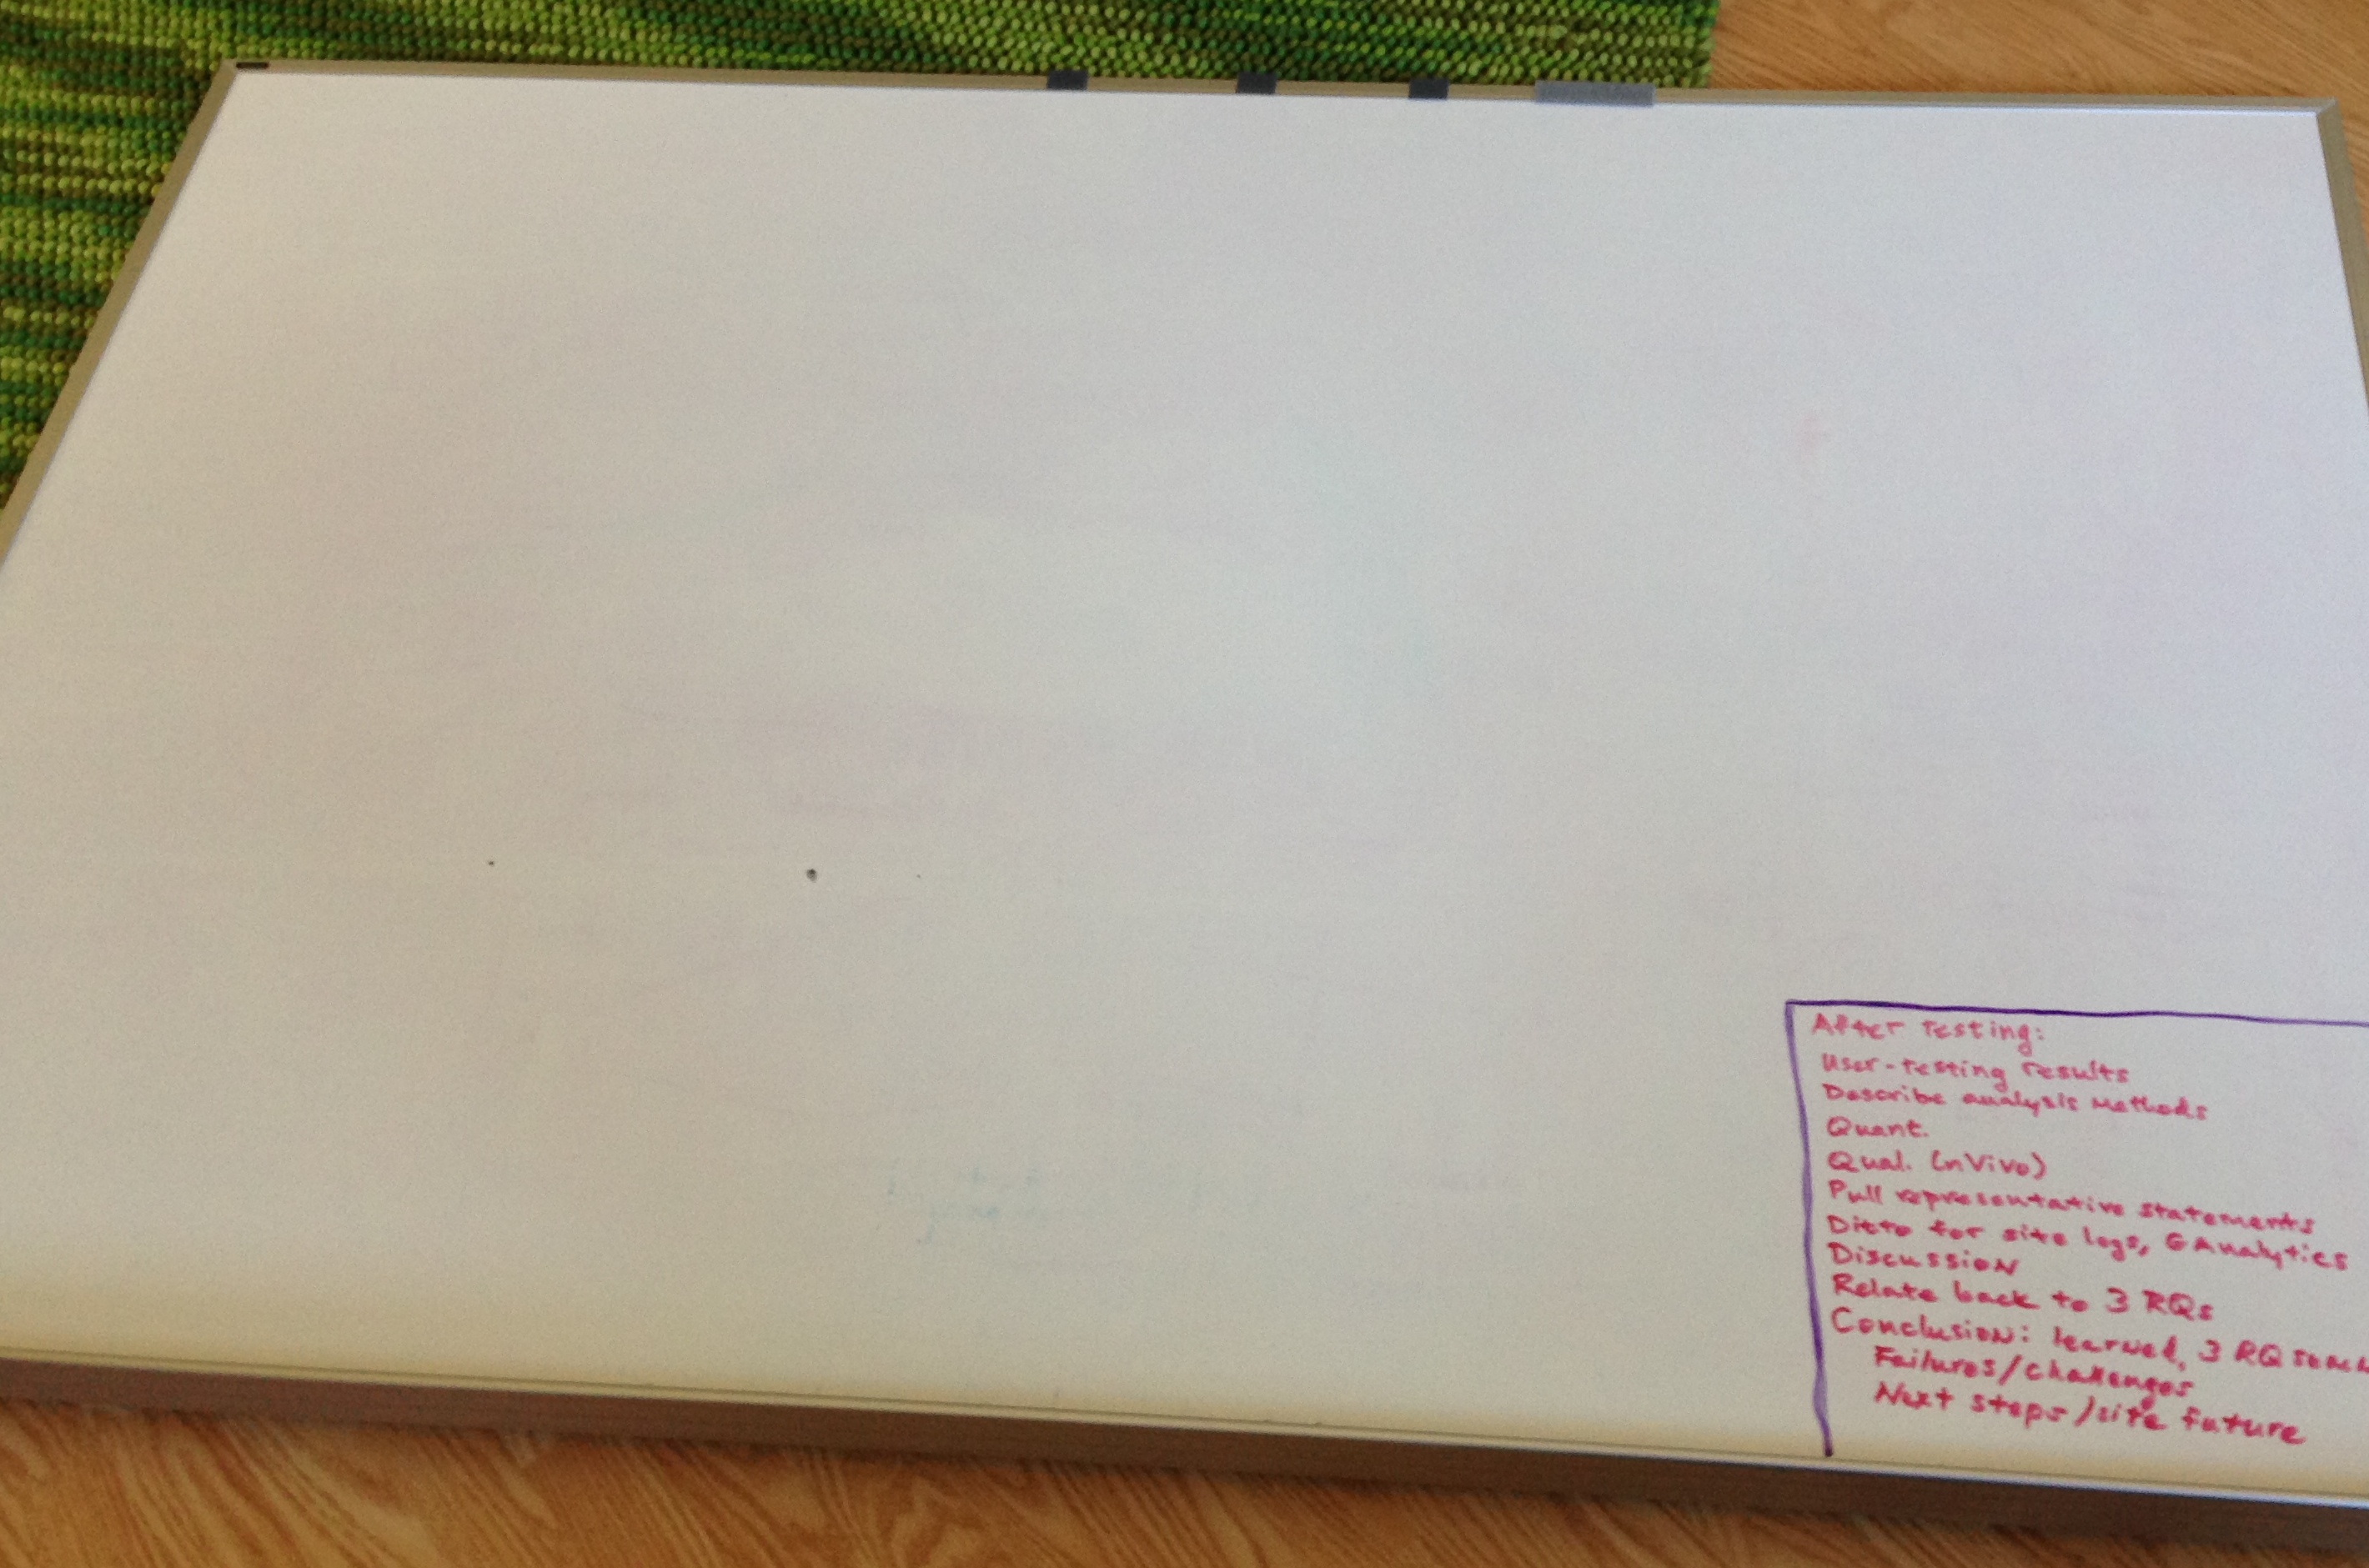 After Testing:
User-testing results
Describe analysis methods
Quant.
Qual. (nVivo)
Pull representative statements
Ditto for site logs, GAnalytics
Discussion
Relate back to 3 RQs
Conclusion: learned, 3 RQ
Failures/challenges
Next steps/site future